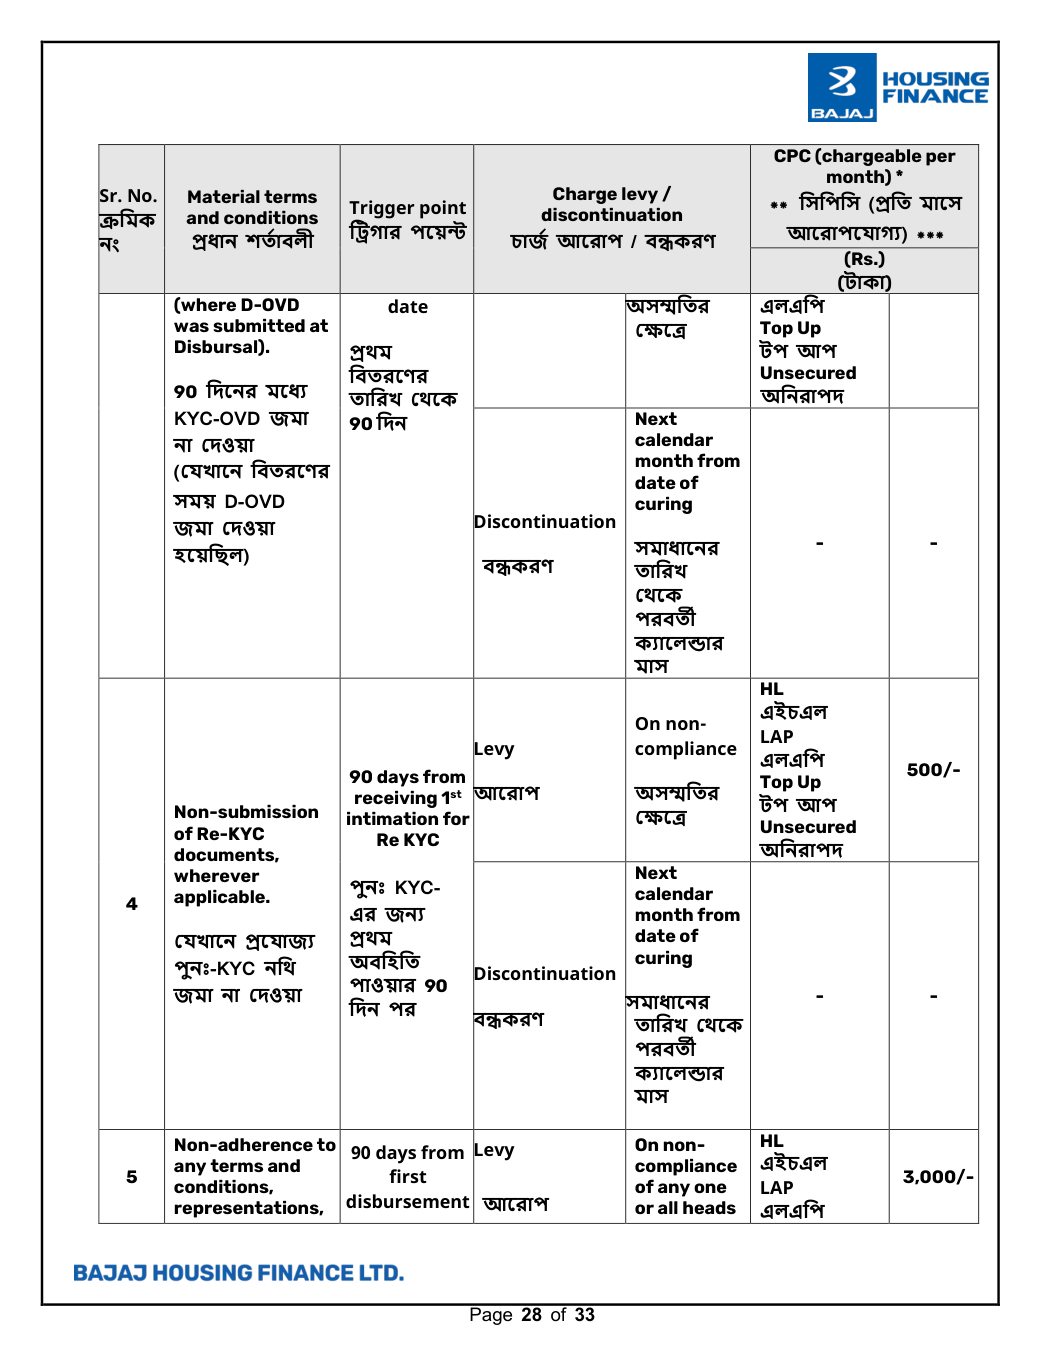 BAJAJ
HOUSING
FINANCE
Sr. No.
ক্রমিক
নং
Material terms
and conditions
প্রধান শর্তাবলী
Trigger point
ট্রিগার পয়েন্ট
Charge levy /
discontinuation
চার্জ আরোপ / বন্ধকরণ
CPC (chargeable per
month) *
** সিপিসি (প্রতি মাসে
আরোপযোগ্য) ***
(Rs.)
(টাকা)
(where D-OVD
was submitted at
Disbursal).
90 দিনের মধ্যে
KYC-OVD জমা
না দেওয়া
(যেখানে বিতরণের
সময় D-OVD
জমা দেওয়া
হয়েছিল)
date
প্রথম
বিতরণের
তারিখ থেকে
90 দিন
অসম্মতির
ক্ষেত্রে
এলএপি
Top Up
টপ আপ
Unsecured
অনিরাপদ
Discontinuation
বন্ধকরণ
Next
calendar
month from
date of
curing
সমাধানের
তারিখ
থেকে
পরবর্তী
ক্যালেন্ডার
মাস
-
-
4
Non-submission
of Re-KYC
documents,
wherever
applicable.
যেখানে প্রযোজ্য
পুনঃ-KYC নথি
জমা না দেওয়া
90 days from
receiving 1st
intimation for
Re KYC
পুনঃ KYC-
এর জন্য
প্রথম
অবহিতি
পাওয়ার 90
দিন পর
Levy
আরোপ
On non-
compliance
অসম্মতির
ক্ষেত্রে
HL
এইচএল
LAP
এলএপি
Top Up
টপ আপ
Unsecured
অনিরাপদ
500/-
Discontinuation
বন্ধকরণ
Next
calendar
month from
date of
curing
সমাধানের
তারিখ থেকে
পরবর্তী
ক্যালেন্ডার
মাস
-
-
5
Non-adherence to
any terms and
conditions,
representations,
90 days from
first
disbursement
Levy
আরোপ
On non-
compliance
of any one
or all heads
HL
এইচএল
LAP
এলএপি
3,000/-
BAJAJ HOUSING FINANCE LTD.
Page 28 of 33